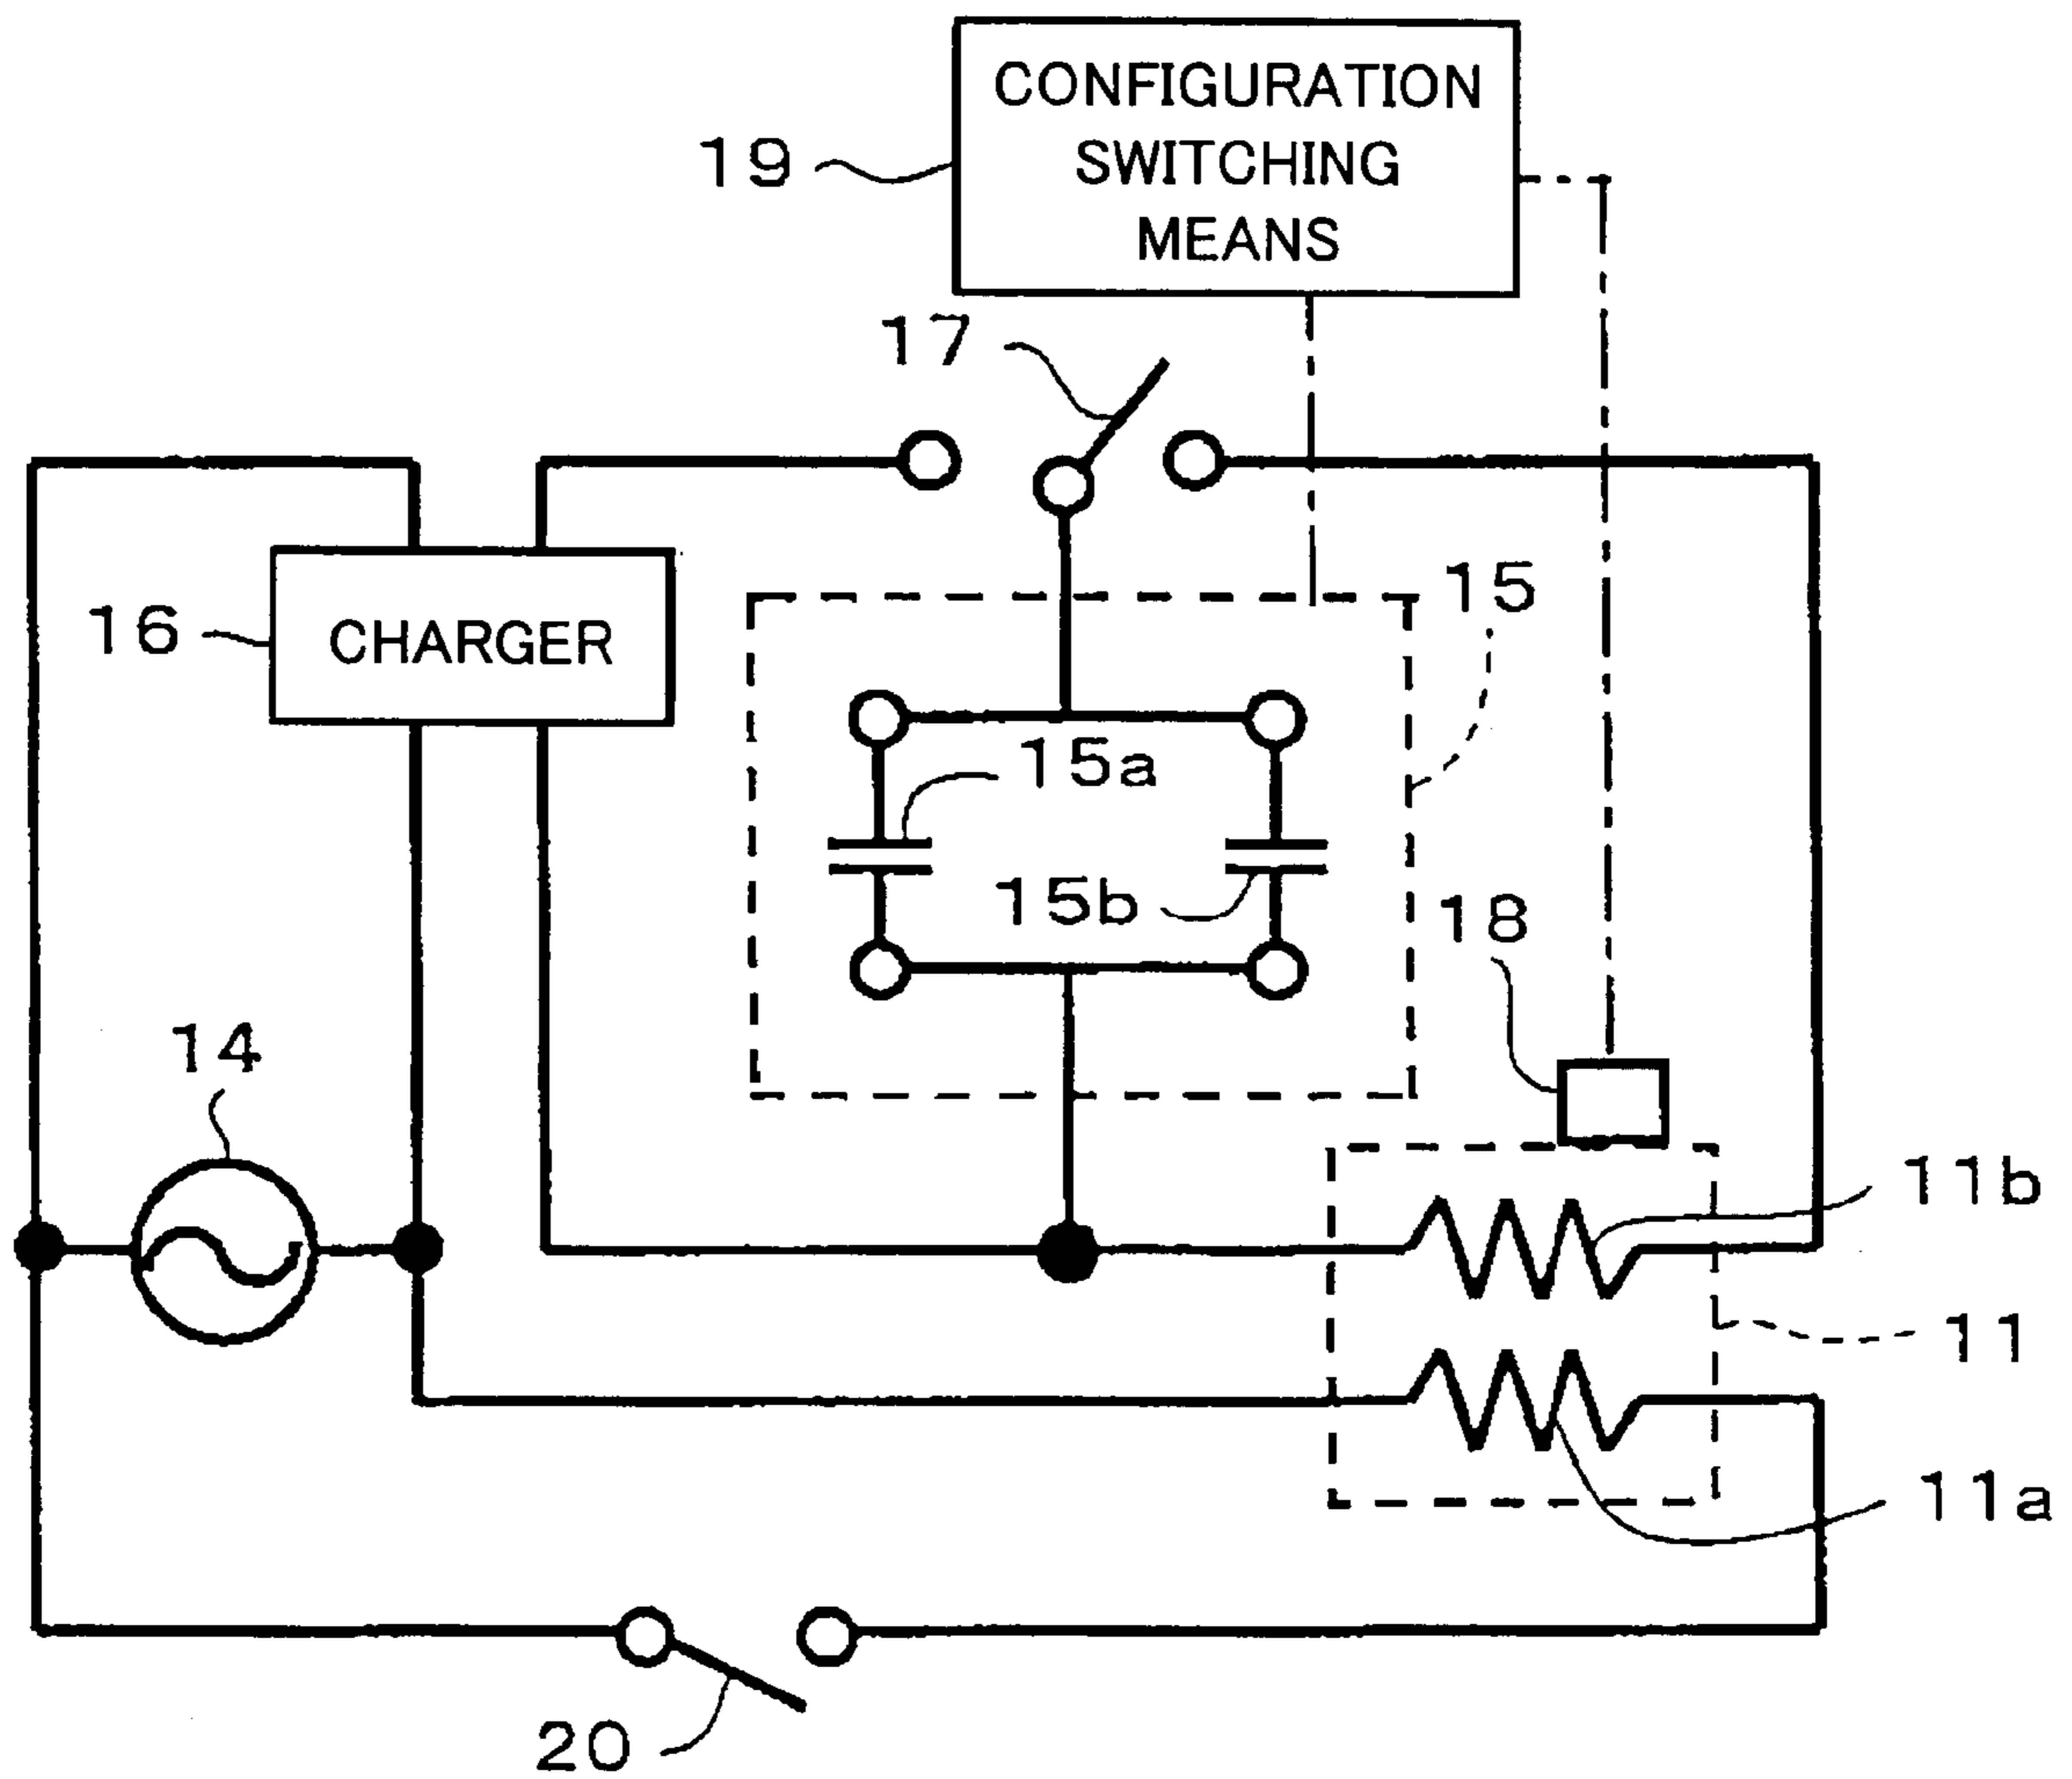 CONFIGURATION
SWITCHING
MEANS
19
17
15
16
CHARGER
15a
15b
18
14
11b
11
11a
20